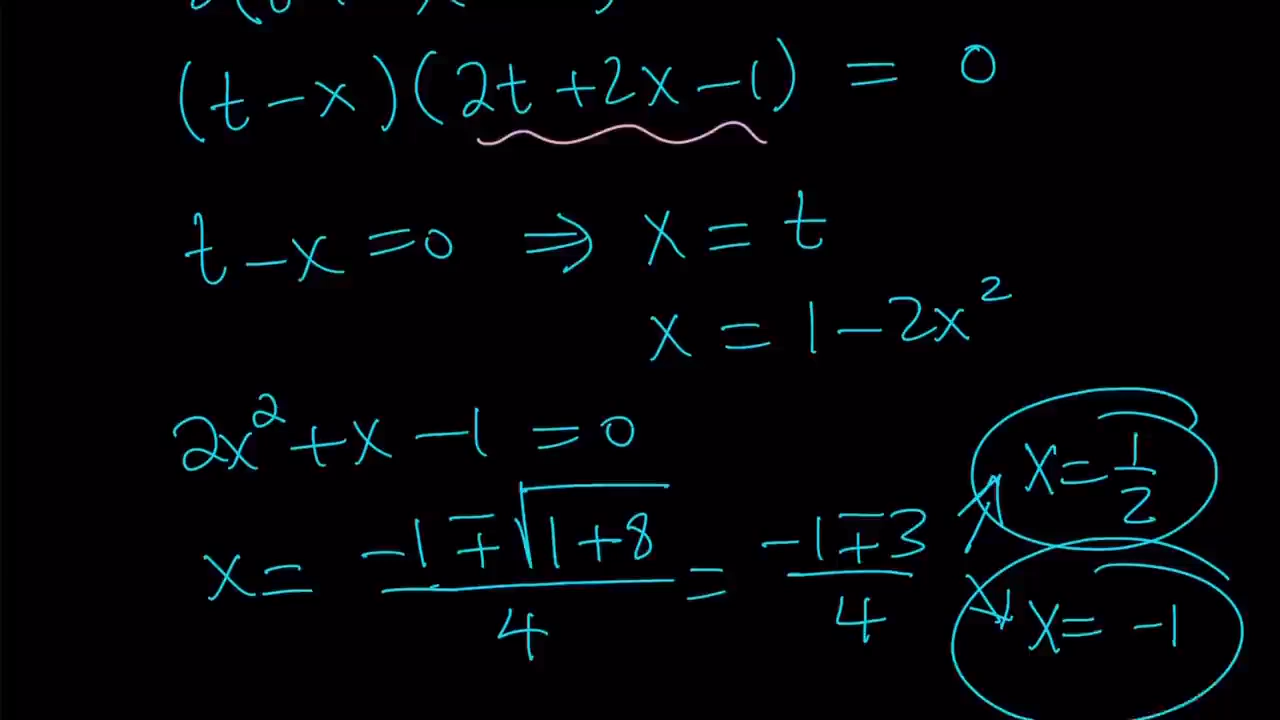 (t-x)(2t+2x-1) = 0
t-x=0 ⇒ x = t
x = 1-2x²
2x²+x-1=0
x= (-1∓√(1+8))/4 = (-1∓3)/4
x= 1/2
x= -1